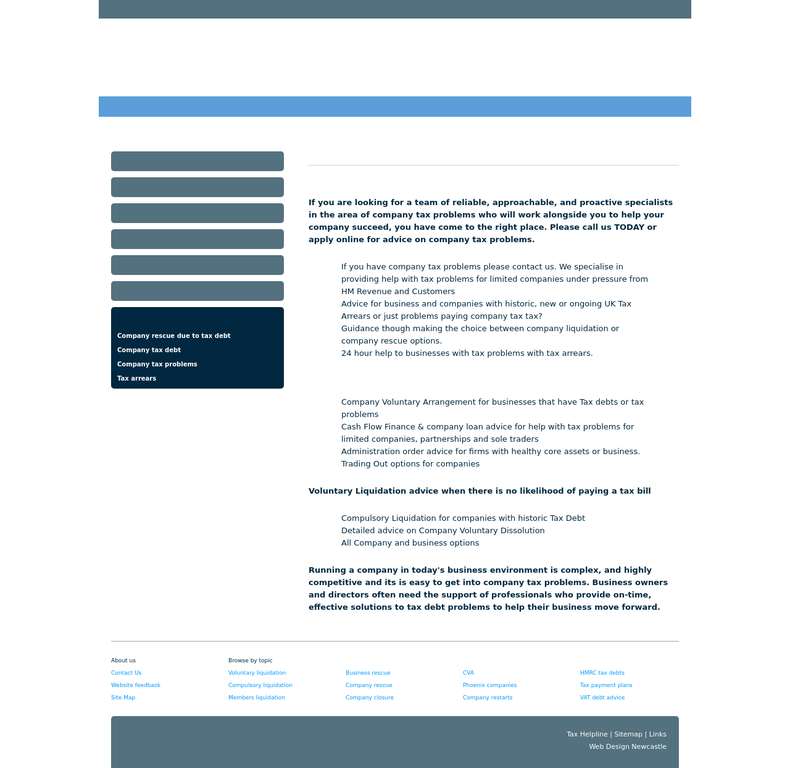 Company rescue due to tax debt
Company tax debt
Company tax problems
Tax arrears
If you are looking for a team of reliable, approachable, and proactive specialists
in the area of company tax problems who will work alongside you to help your
company succeed, you have come to the right place. Please call us TODAY or
apply online for advice on company tax problems.
If you have company tax problems please contact us. We specialise in
providing help with tax problems for limited companies under pressure from
HM Revenue and Customers
Advice for business and companies with historic, new or ongoing UK Tax
Arrears or just problems paying company tax tax?
Guidance though making the choice between company liquidation or
company rescue options.
24 hour help to businesses with tax problems with tax arrears.
Company Voluntary Arrangement for businesses that have Tax debts or tax
problems
Cash Flow Finance & company loan advice for help with tax problems for
limited companies, partnerships and sole traders
Administration order advice for firms with healthy core assets or business.
Trading Out options for companies
Voluntary Liquidation advice when there is no likelihood of paying a tax bill
Compulsory Liquidation for companies with historic Tax Debt
Detailed advice on Company Voluntary Dissolution
All Company and business options
Running a company in today's business environment is complex, and highly
competitive and its is easy to get into company tax problems. Business owners
and directors often need the support of professionals who provide on-time,
effective solutions to tax debt problems to help their business move forward.
About us Browse by topic
Contact Us Voluntary liquidation Business rescue CVA HMRC tax debts
Website feedback Compulsory liquidation Company rescue Phoenix companies Tax payment plans
Site Map Members liquidation Company closure Company restarts VAT debt advice
Tax Helpline | Sitemap | Links
Web Design Newcastle